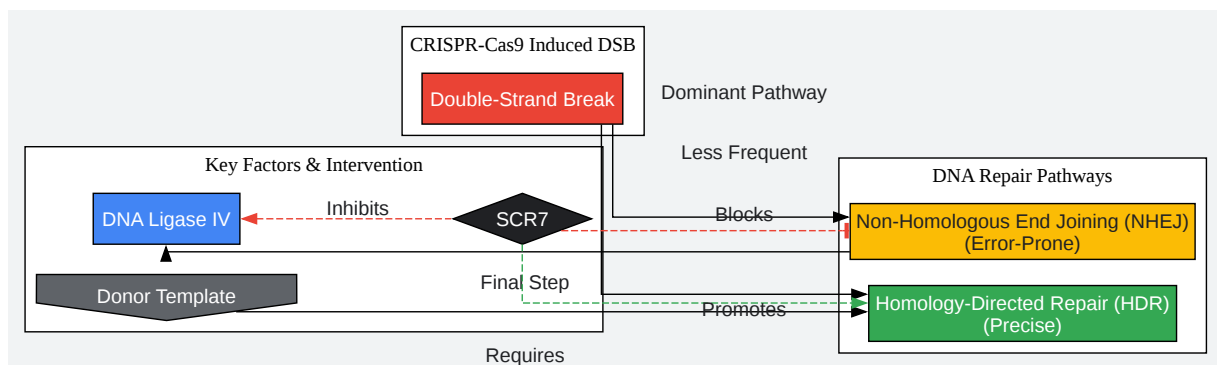 CRISPR-Cas9 Induced DSB
Double-Strand Break
Dominant Pathway
Less Frequent
Key Factors & Intervention
DNA Repair Pathways
DNA Ligase IV
Inhibits
SCR7
Blocks
Non-Homologous End Joining (NHEJ)
(Error-Prone)
Final Step
Donor Template
Promotes
Homology-Directed Repair (HDR)
(Precise)
Requires